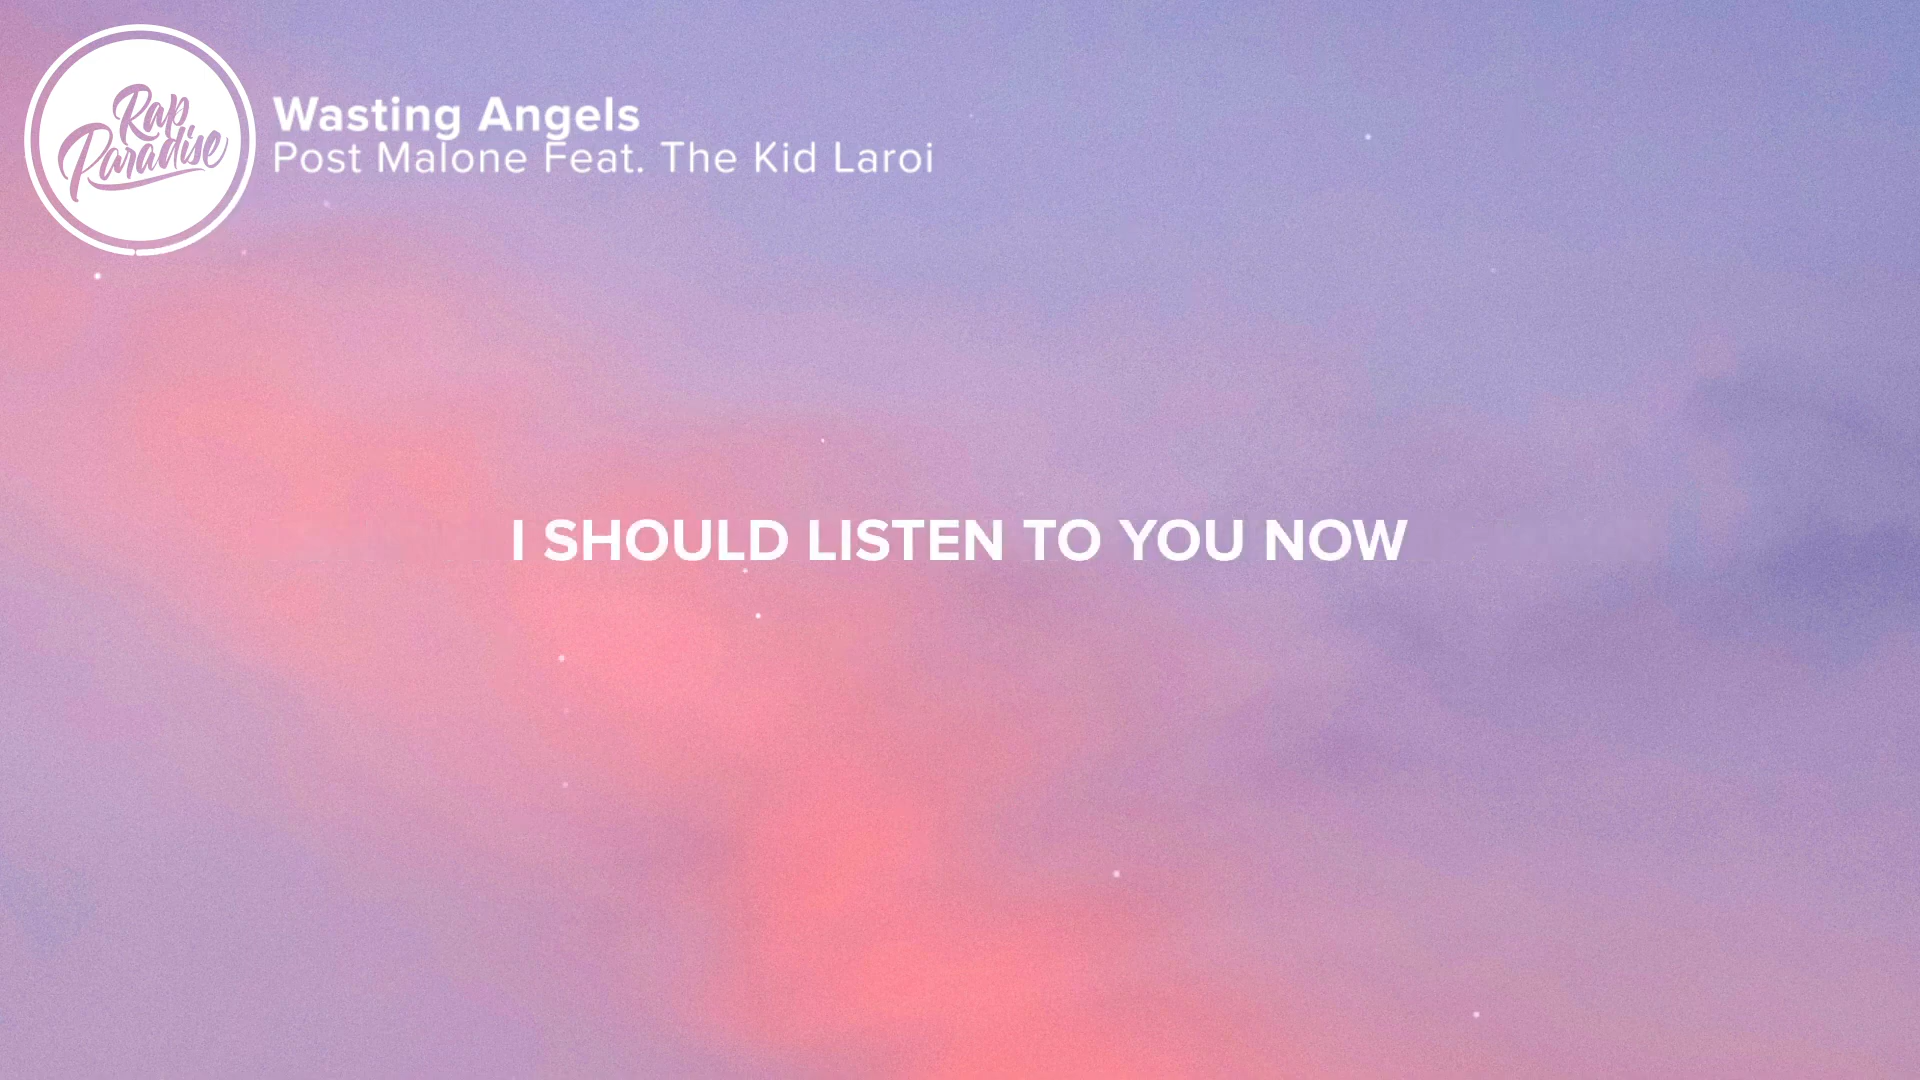 Rap
Paradise
Wasting Angels
Post Malone Feat. The Kid Laroi
I SHOULD LISTEN TO YOU NOW